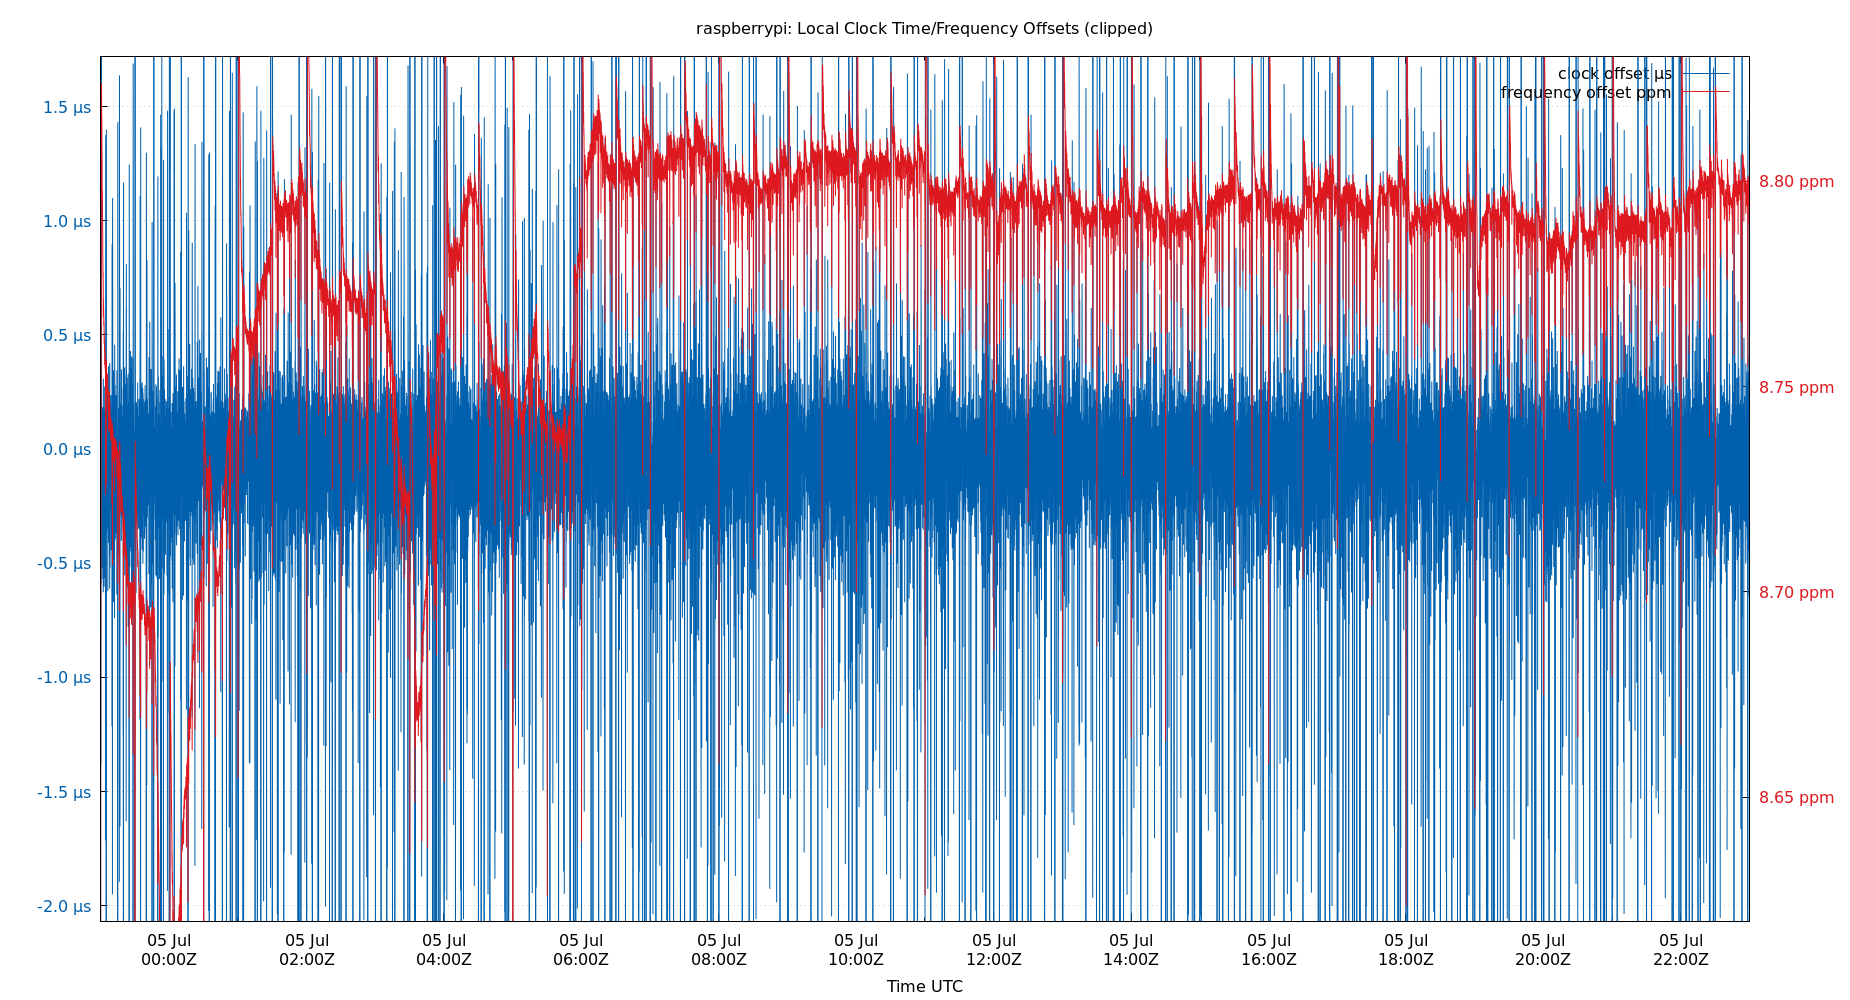 raspberrypi: Local Clock Time/Frequency Offsets (clipped)
clock offset µs
frequency offset ppm
1.5 µs
1.0 µs
0.5 µs
0.0 µs
-0.5 µs
-1.0 µs
-1.5 µs
-2.0 µs
8.80 ppm
8.75 ppm
8.70 ppm
8.65 ppm
05 Jul 05 Jul 05 Jul 05 Jul 05 Jul 05 Jul 05 Jul 05 Jul 05 Jul 05 Jul 05 Jul 05 Jul
00:00Z 02:00Z 04:00Z 06:00Z 08:00Z 10:00Z 12:00Z 14:00Z 16:00Z 18:00Z 20:00Z 22:00Z
Time UTC